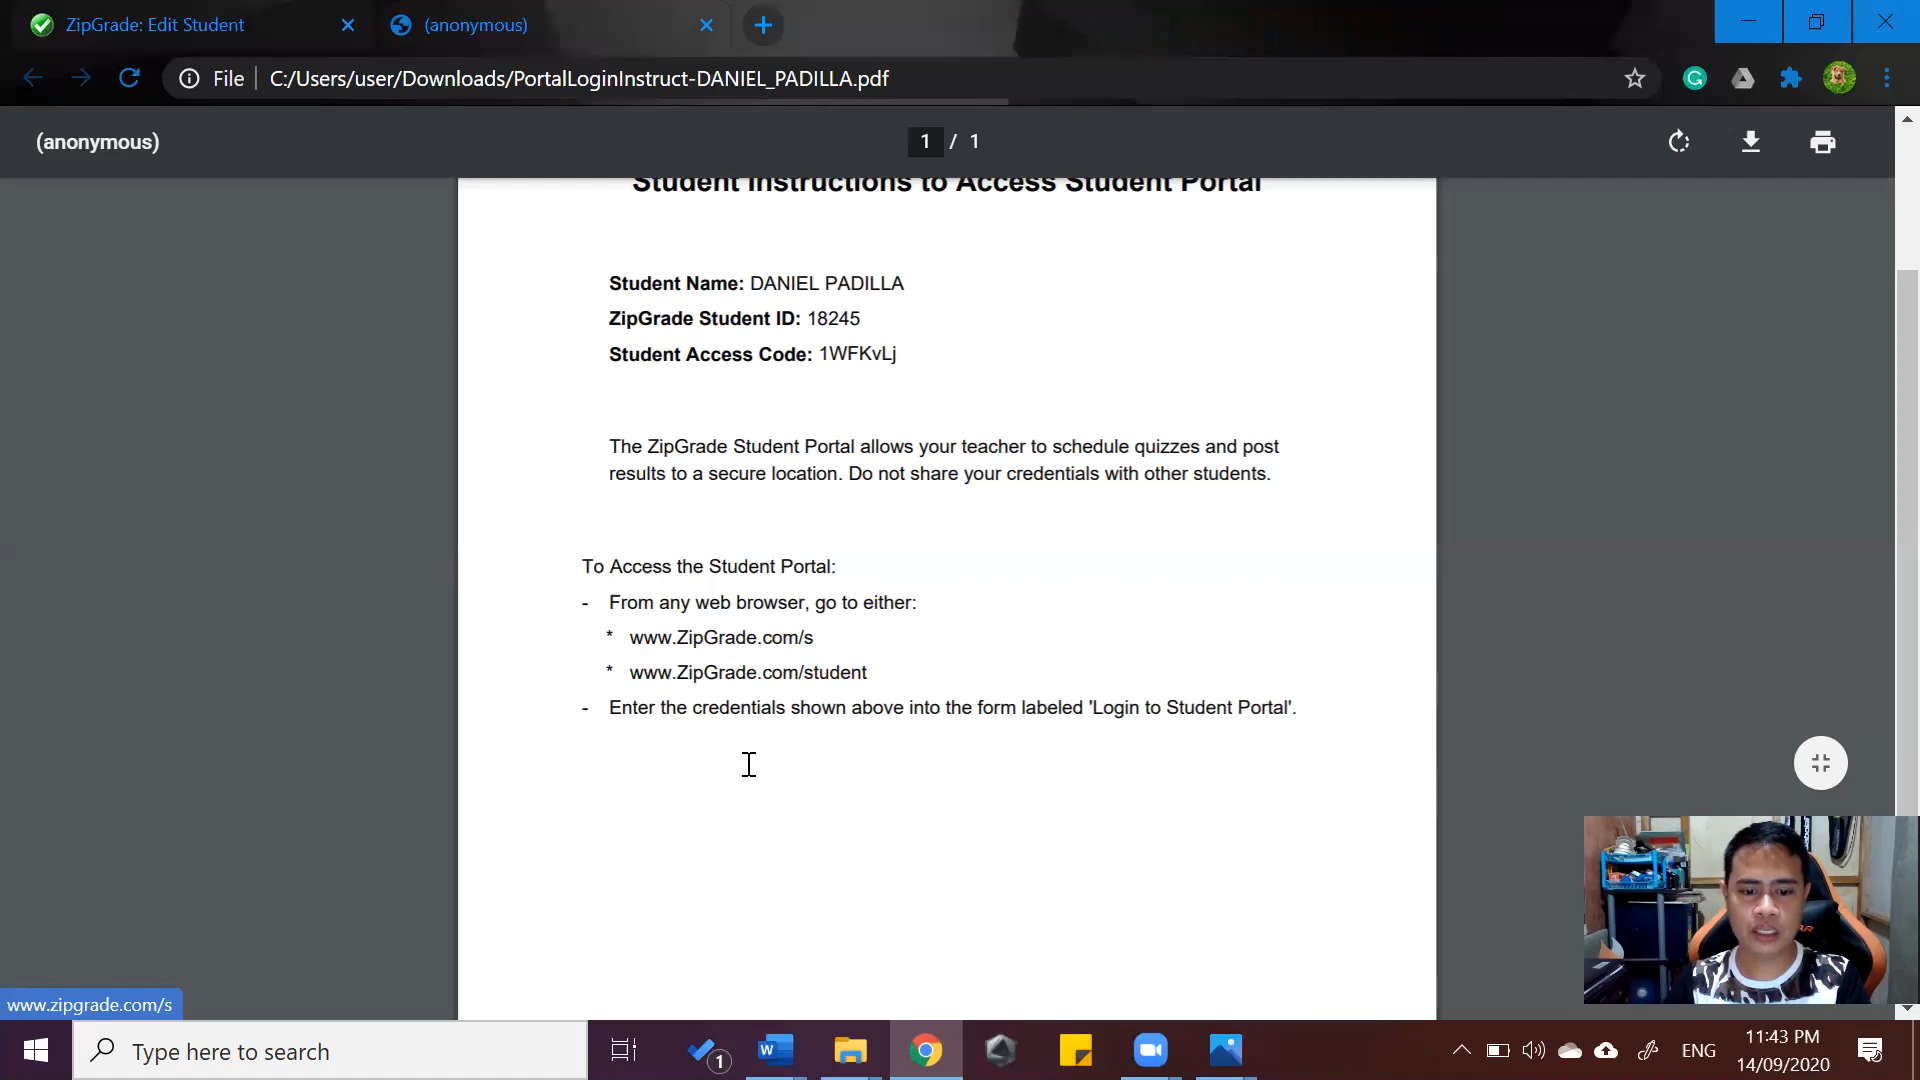 ZipGrade: Edit Student
(anonymous)
File
C:/Users/user/Downloads/PortalLoginInstruct-DANIEL_PADILLA.pdf
(anonymous)
1 / 1
Student Instructions to Access Student Portal
Student Name: DANIEL PADILLA
ZipGrade Student ID: 18245
Student Access Code: 1WFKvLj
The ZipGrade Student Portal allows your teacher to schedule quizzes and post
results to a secure location. Do not share your credentials with other students.
To Access the Student Portal:
- From any web browser, go to either:
* www.ZipGrade.com/s
* www.ZipGrade.com/student
- Enter the credentials shown above into the form labeled 'Login to Student Portal'.
www.zipgrade.com/s
Type here to search
1
W
ENG
11:43 PM
14/09/2020